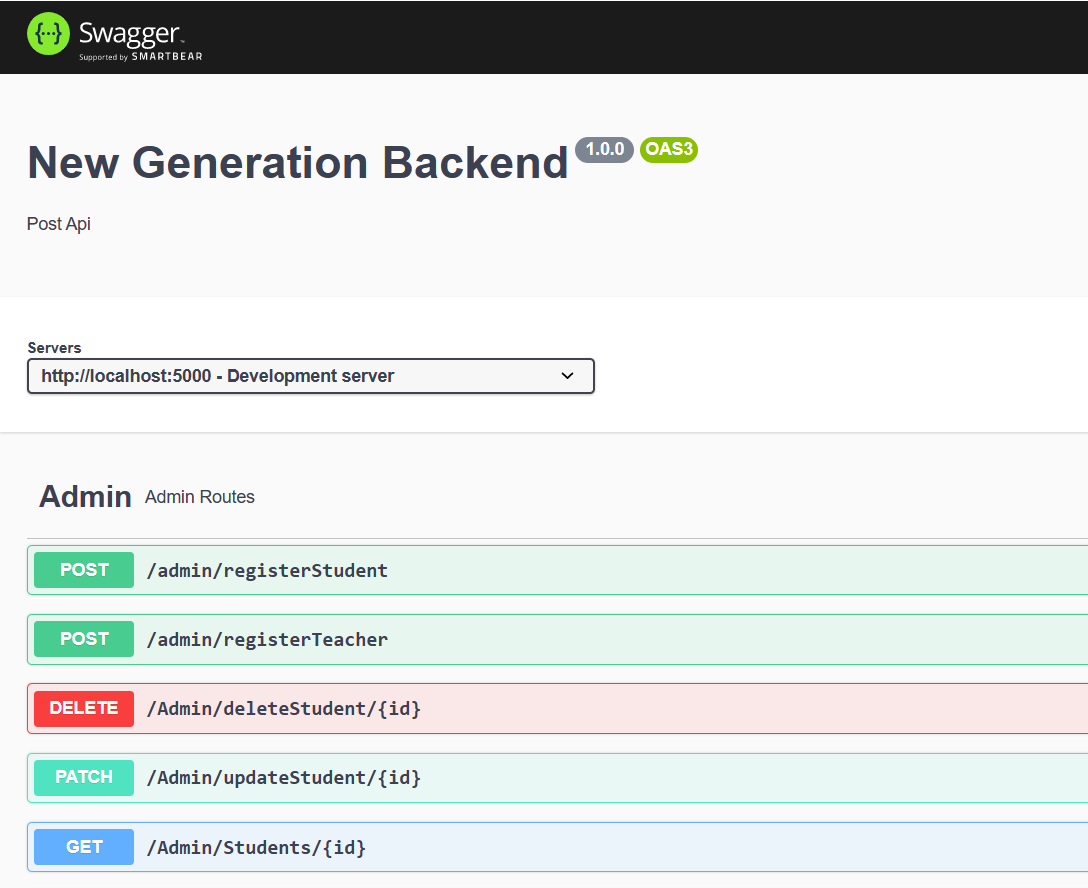 {···} Swagger™
Supported by SMARTBEAR
New Generation Backend 1.0.0 OAS3
Post Api
Servers
http://localhost:5000 - Development server
Admin Admin Routes
POST /admin/registerStudent
POST /admin/registerTeacher
DELETE /Admin/deleteStudent/{id}
PATCH /Admin/updateStudent/{id}
GET /Admin/Students/{id}